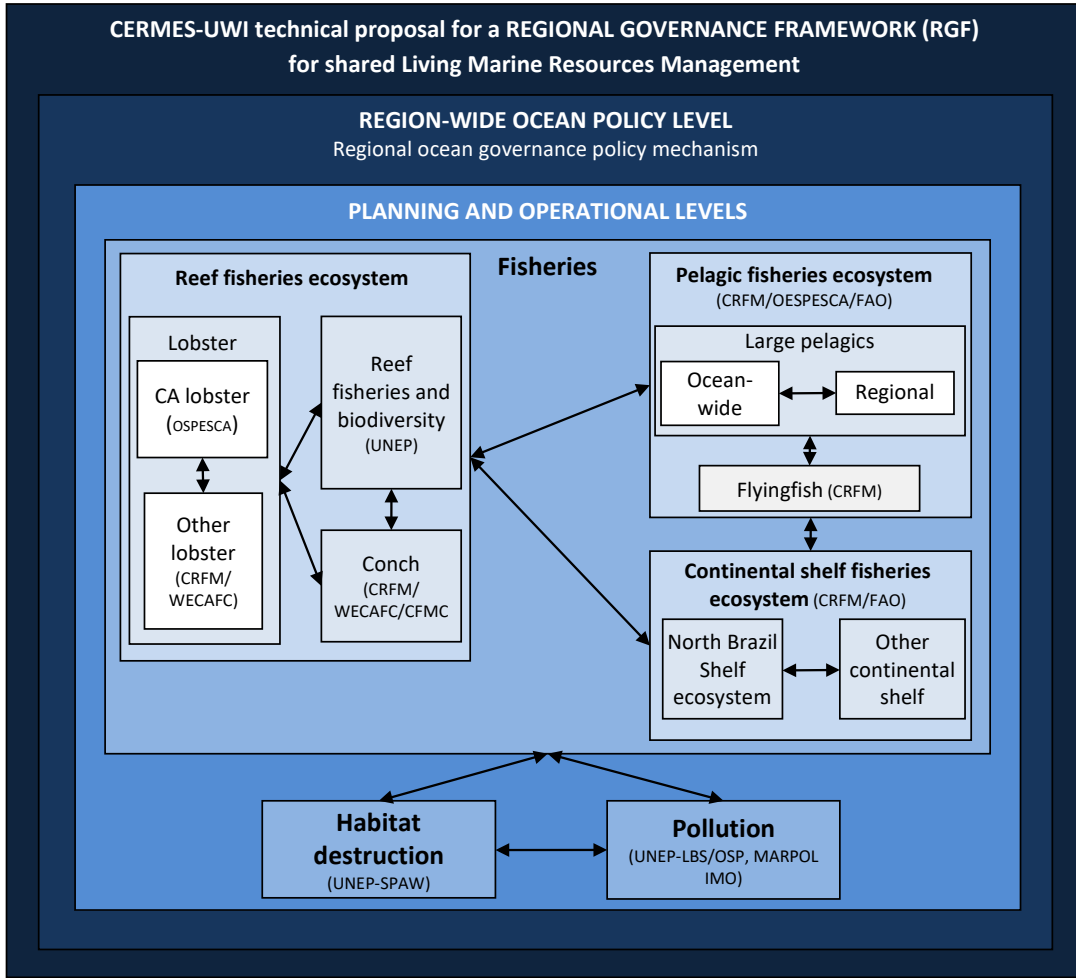 CERMES-UWI technical proposal for a REGIONAL GOVERNANCE FRAMEWORK (RGF)
for shared Living Marine Resources Management
REGION-WIDE OCEAN POLICY LEVEL
Regional ocean governance policy mechanism
PLANNING AND OPERATIONAL LEVELS
Fisheries
Reef fisheries ecosystem
Lobster
CA lobster
(OSPESCA)
Other
lobster
(CRFM/
WECAFC)
Reef
fisheries and
biodiversity
(UNEP)
Conch
(CRFM/
WECAFC/CFMC
Pelagic fisheries ecosystem
(CRFM/OESPESCA/FAO)
Large pelagics
Ocean-
wide
Regional
Flyingfish (CRFM)
Continental shelf fisheries
ecosystem (CRFM/FAO)
North Brazil
Shelf
ecosystem
Other
continental
shelf
Habitat
destruction
(UNEP-SPAW)
Pollution
(UNEP-LBS/OSP, MARPOL
IMO)